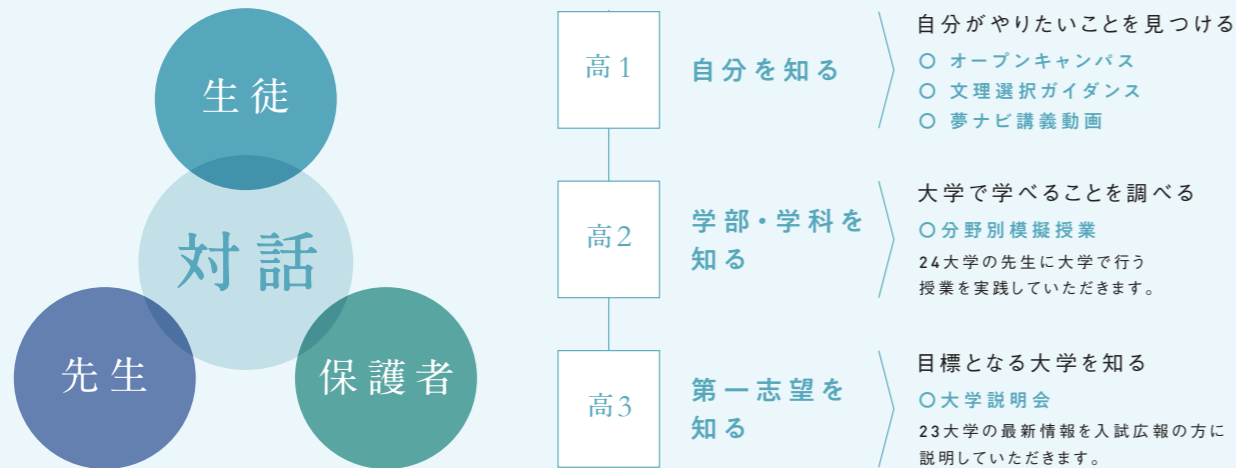 生徒
対話
先生
保護者
高1
自分を知る
自分がやりたいことを見つける
○ オープンキャンパス
○ 文理選択ガイダンス
○ 夢ナビ講義動画
高2
学部・学科を
知る
大学で学べることを調べる
○分野別模擬授業
24大学の先生に大学で行う
授業を実践していただきます。
高3
第一志望を
知る
目標となる大学を知る
○大学説明会
23大学の最新情報を入試広報の方に
説明していただきます。